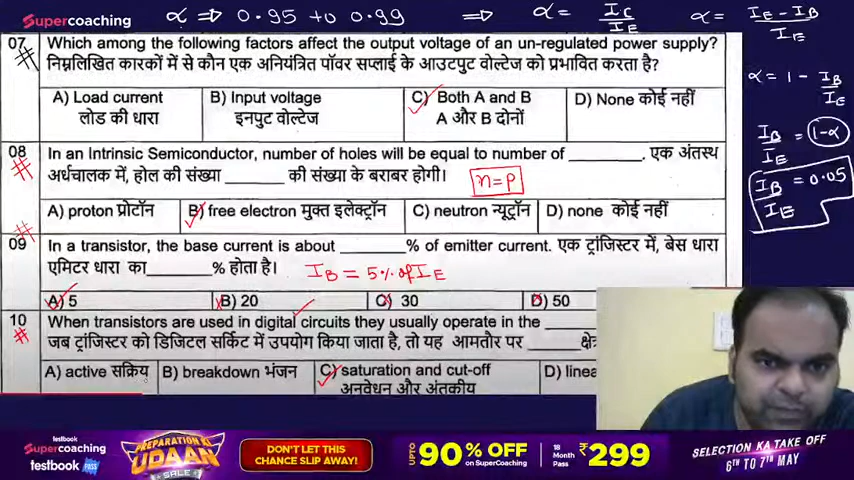 Supercoaching
α ⇒ 0.95 to 0.99 ⇒ α = IC/IE α = IE-IB/IE
07 Which among the following factors affect the output voltage of an un-regulated power supply?
# निम्नलिखित कारकों में से कौन एक अनियंत्रित पॉवर सप्लाई के आउटपुट वोल्टेज को प्रभावित करता है?
A) Load current B) Input voltage C) Both A and B D) None कोई नहीं
लोड की धारा इनपुट वोल्टेज A और B दोनों
α = 1 - IB/IE
IB/IE = 1-α
IB/IE = 0.05
08 In an Intrinsic Semiconductor, number of holes will be equal to number of ________. एक अंतस्थ
# अर्धचालक में, होल की संख्या ______ की संख्या के बराबर होगी। n=p
A) proton प्रोटॉन B) free electron मुक्त इलेक्ट्रॉन C) neutron न्यूट्रॉन D) none कोई नहीं
#
09 In a transistor, the base current is about _______% of emitter current. एक ट्रांजिस्टर में, बेस धारा
एमिटर धारा का_______% होता है। IB = 5% of IE
A) 5 B) 20 C) 30 D) 50
10 When transistors are used in digital circuits they usually operate in the
# जब ट्रांजिस्टर को डिजिटल सर्किट में उपयोग किया जाता है, तो यह आमतौर पर _____ क्षेत्र
A) active सक्रिय B) breakdown भंजन C) saturation and cut-off D) linea
अनुवेधन और अंतकीय
testbook
Supercoaching
testbook PASS
PREPARATION KI
UDAAN
SALE
DON'T LET THIS
CHANCE SLIP AWAY!
UPTO 90% OFF
on SuperCoaching
18 Month Pass ₹299
SELECTION KA TAKE OFF
6TH TO 7TH MAY